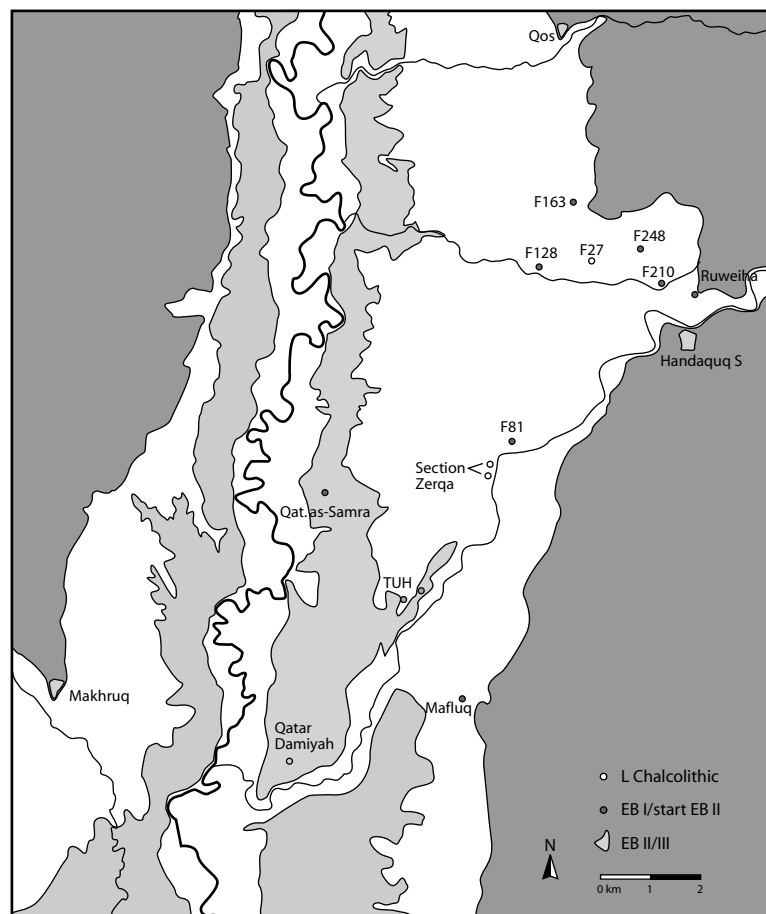 Qos
F163
F248
F128
F27
F210
Ruweiha
Handaquq S
F81
Section
Zerqa
Qat.as-Samra
TUH
Makhruq
Mafluq
Qatar
Damiyah
L Chalcolithic
EB I/start EB II
EB II/III
N
0 km 1 2